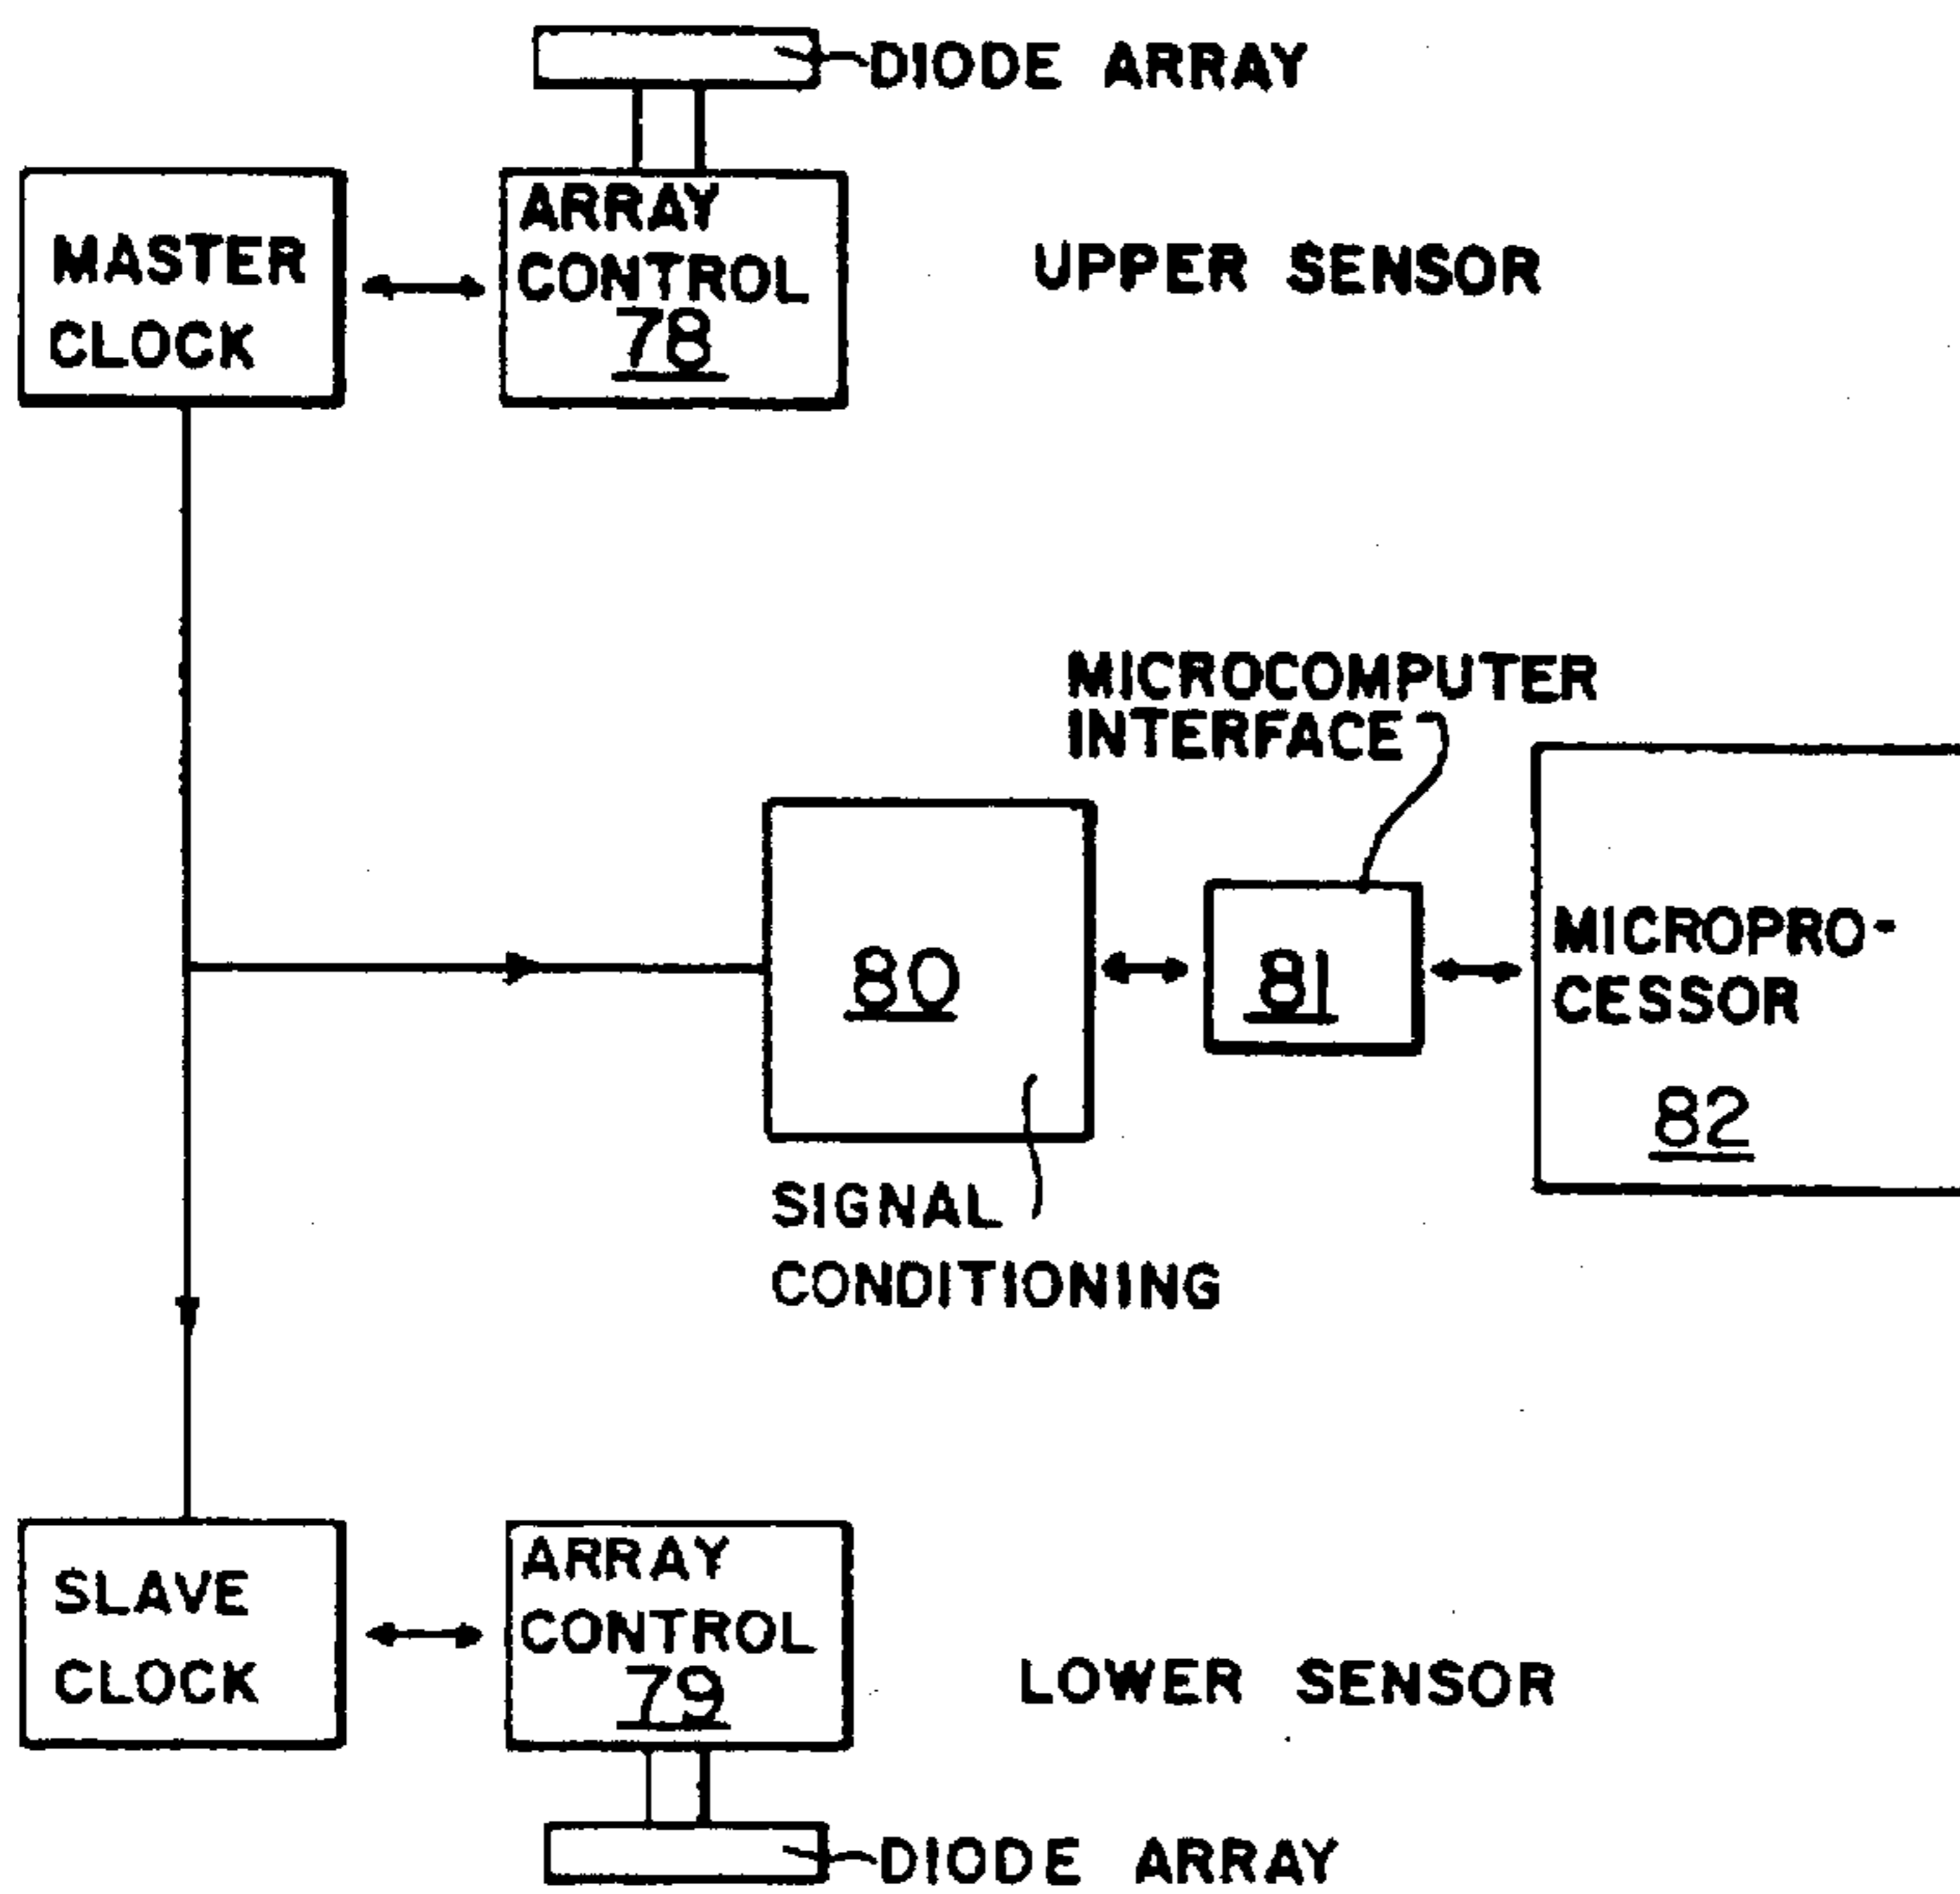 DIODE ARRAY
MASTER
CLOCK
ARRAY
CONTROL
78
UPPER SENSOR
MICROCOMPUTER
INTERFACE
80
81
MICROPRO-
CESSOR
82
SIGNAL
CONDITIONING
SLAVE
CLOCK
ARRAY
CONTROL
79
LOWER SENSOR
DIODE ARRAY